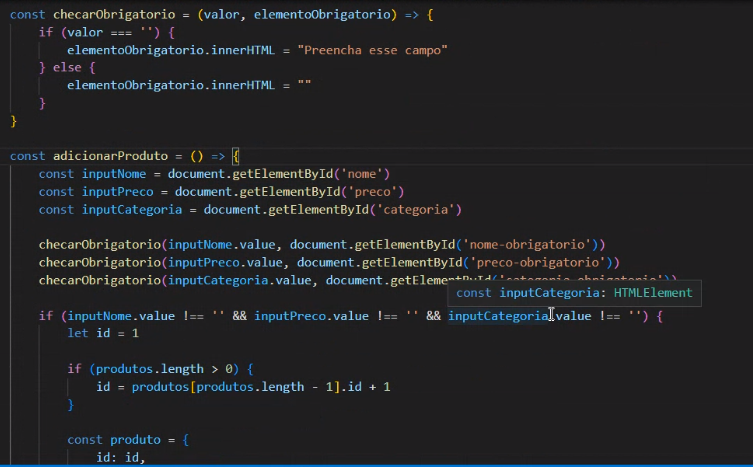 const checarObrigatorio = (valor, elementoObrigatorio) => {
    if (valor === '') {
        elementoObrigatorio.innerHTML = "Preencha esse campo"
    } else {
        elementoObrigatorio.innerHTML = ""
    }
}
const adicionarProduto = () => {
    const inputNome = document.getElementById('nome')
    const inputPreco = document.getElementById('preco')
    const inputCategoria = document.getElementById('categoria')
    checarObrigatorio(inputNome.value, document.getElementById('nome-obrigatorio'))
    checarObrigatorio(inputPreco.value, document.getElementById('preco-obrigatorio'))
    checarObrigatorio(inputCategoria.value, document.getElementById('categoria-obrigatorio'))
const inputCategoria: HTMLElement
    if (inputNome.value !== '' && inputPreco.value !== '' && inputCategoria.value !== '') {
        let id = 1
        if (produtos.length > 0) {
            id = produtos[produtos.length - 1].id + 1
        }
        const produto = {
            id: id,